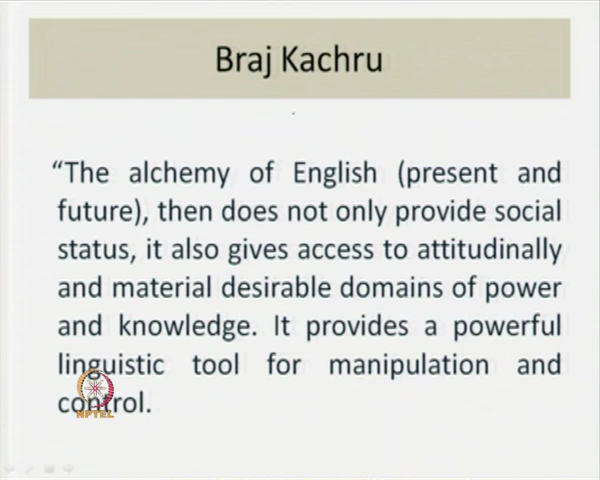 Braj Kachru
“The alchemy of English (present and
future), then does not only provide social
status, it also gives access to attitudinally
and material desirable domains of power
and knowledge. It provides a powerful
linguistic tool for manipulation and
control.
NPTEL